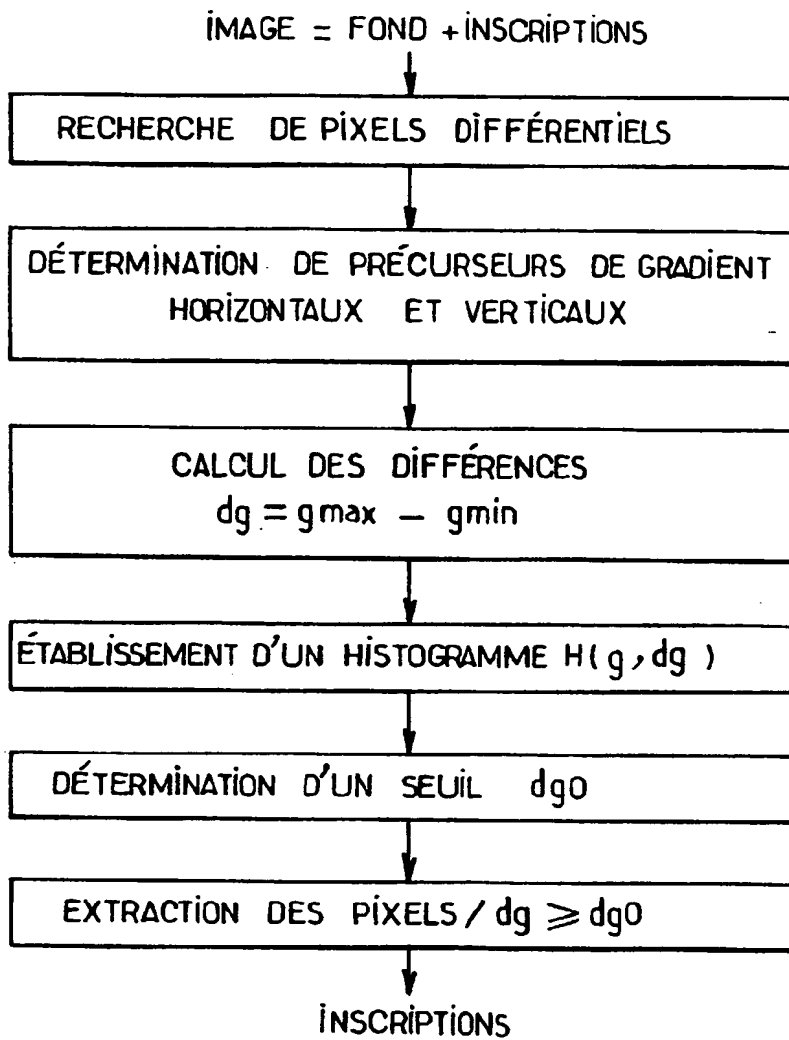 IMAGE = FOND + INSCRIPTIONS
RECHERCHE DE PIXELS DIFFÉRENTIELS
DÉTERMINATION DE PRÉCURSEURS DE GRADIENT
HORIZONTAUX ET VERTICAUX
CALCUL DES DIFFÉRENCES
dg = gmax – gmin
ÉTABLISSEMENT D'UN HISTOGRAMME H(g,dg)
DÉTERMINATION D'UN SEUIL dg0
EXTRACTION DES PIXELS / dg ⩾ dg0
INSCRIPTIONS